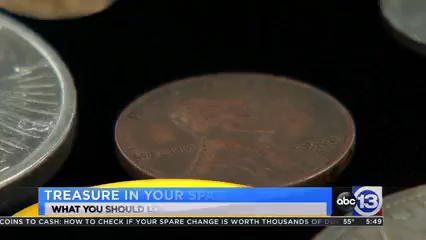 TREASURE IN YOUR SPA
WHAT YOU SHOULD L
abc 13
COINS TO CASH: HOW TO CHECK IF YOUR SPARE CHANGE IS WORTH THOUSANDS OF DO
55° 5:49